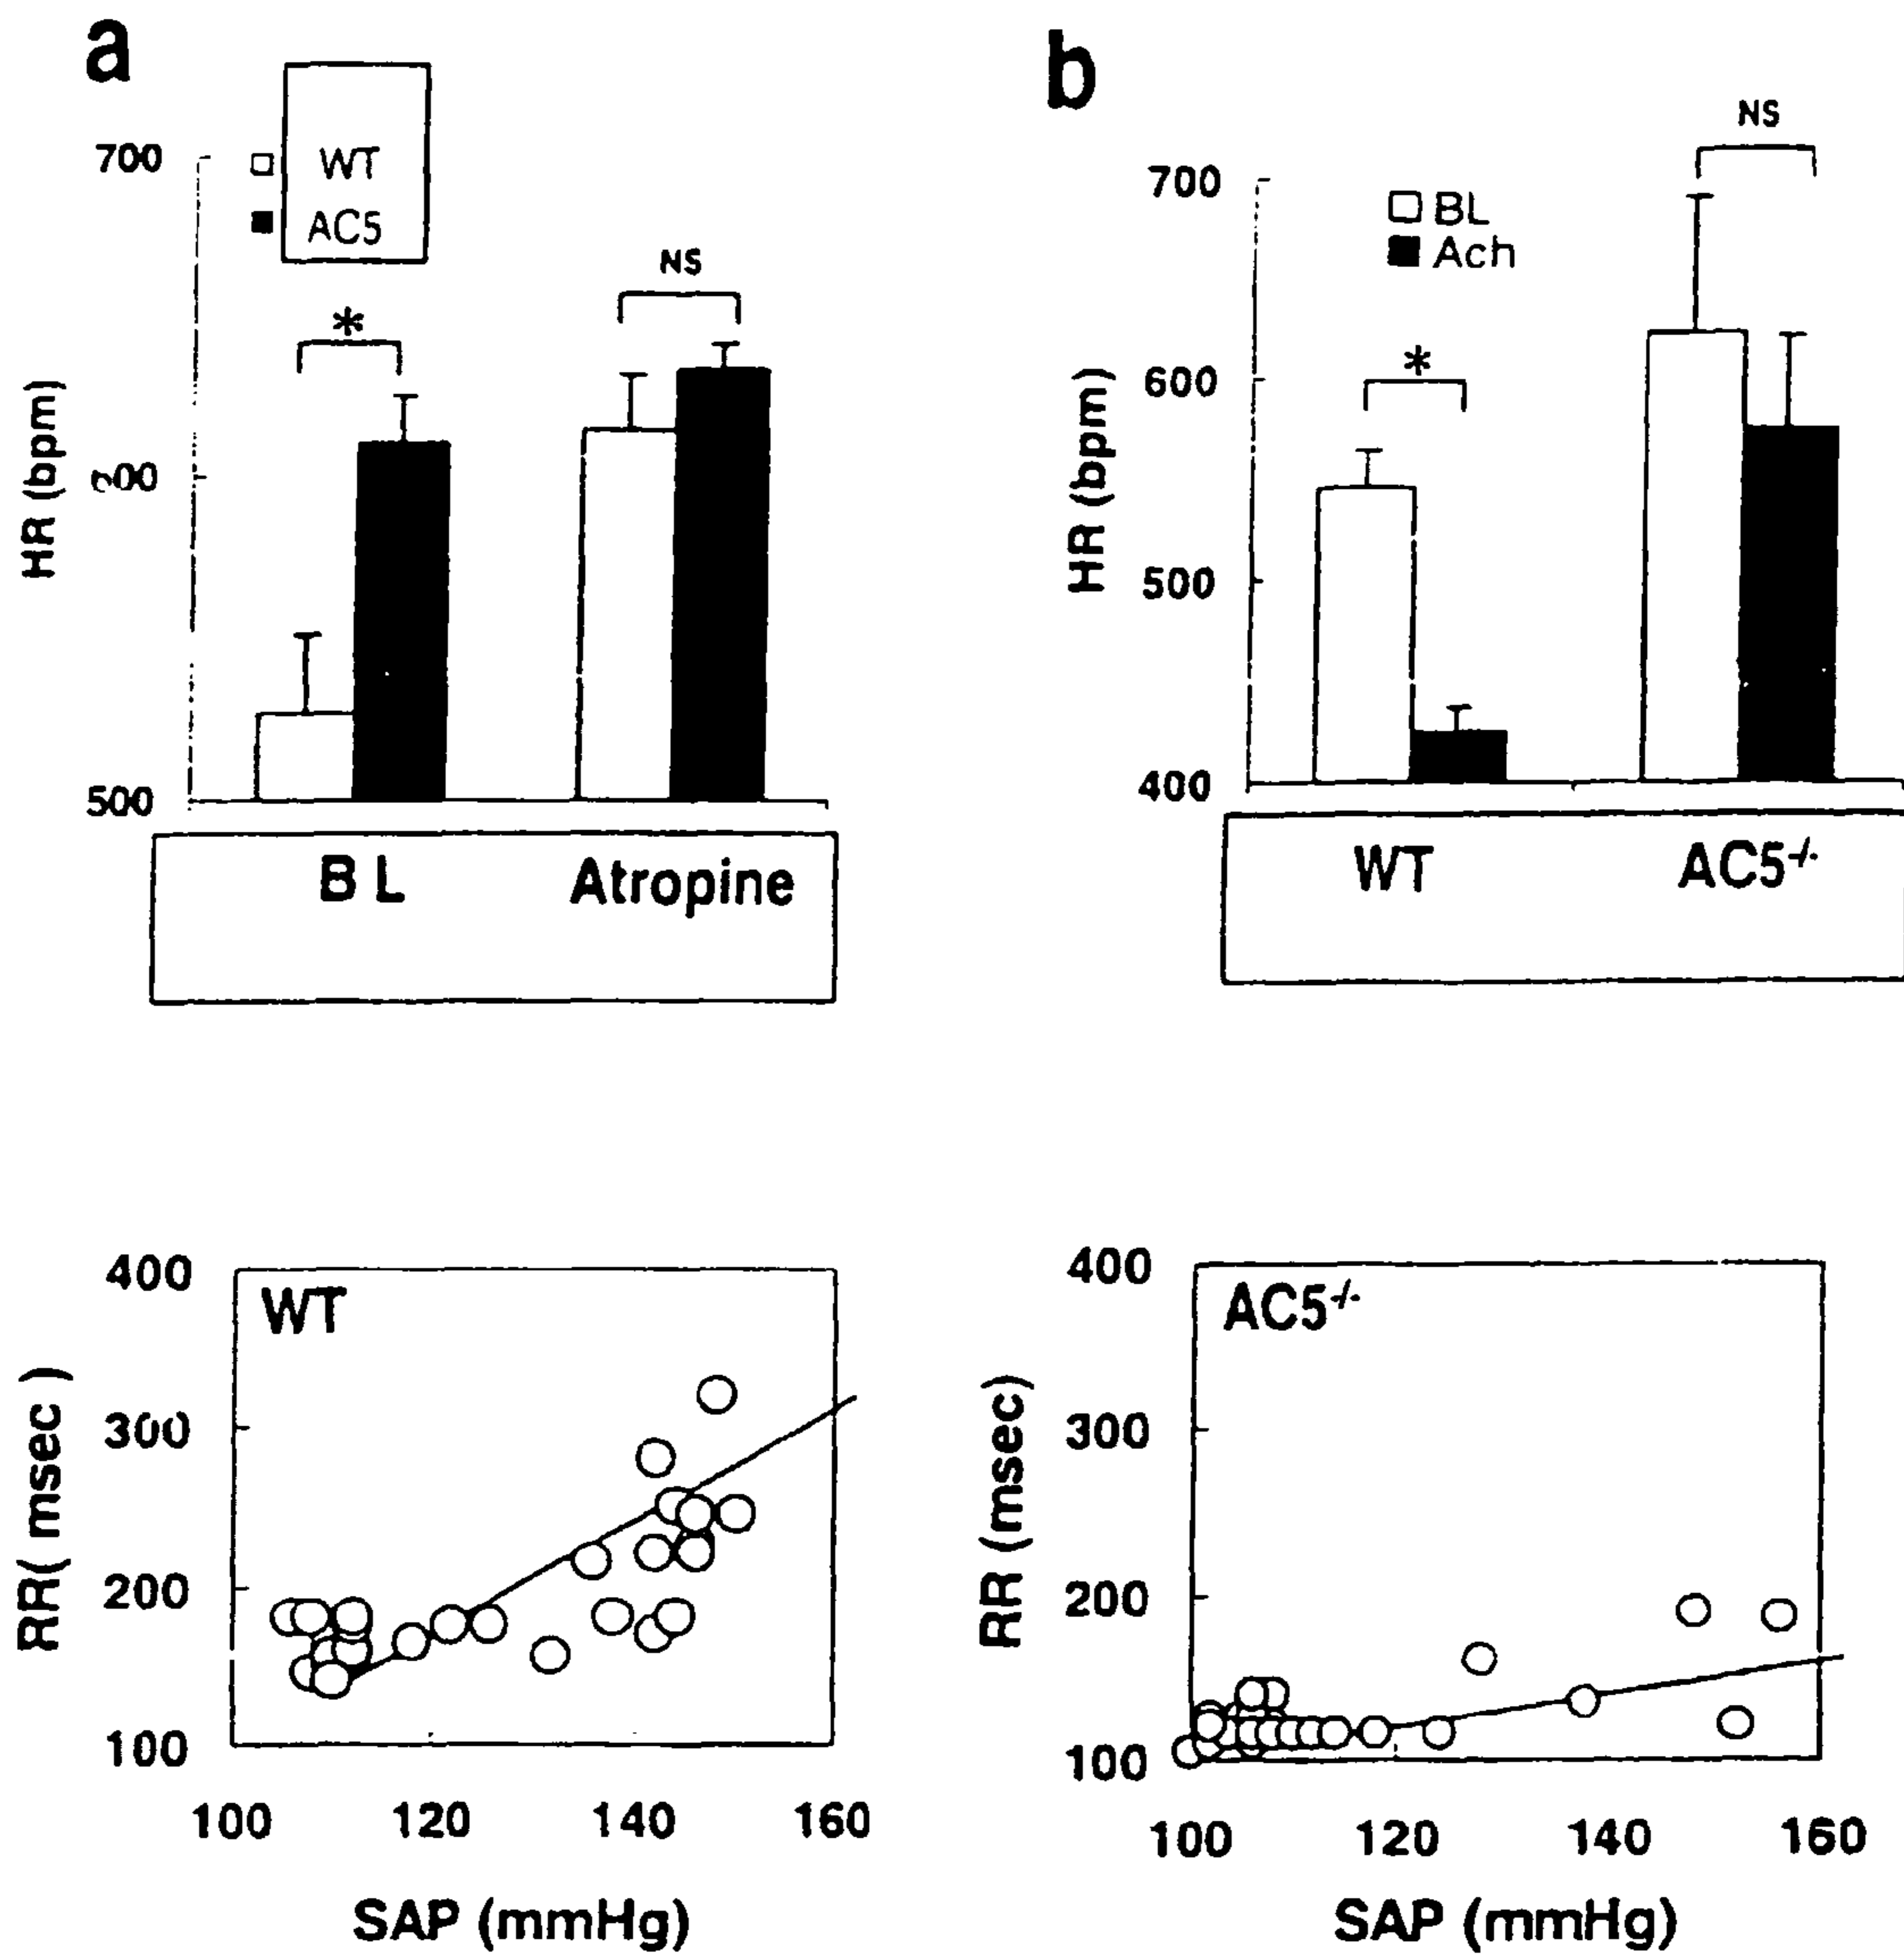 a
700
WT
AC5
*
NS
HR (bpm)
500
BL
Atropine
b
NS
700
BL
Ach
*
600
HR (bpm)
500
400
WT
AC5-/-
400
WT
300
RR( msec )
200
100
100 120 140 160
SAP (mmHg)
400
AC5-/-
300
RR (msec)
200
100
100 120 140 160
SAP (mmHg)